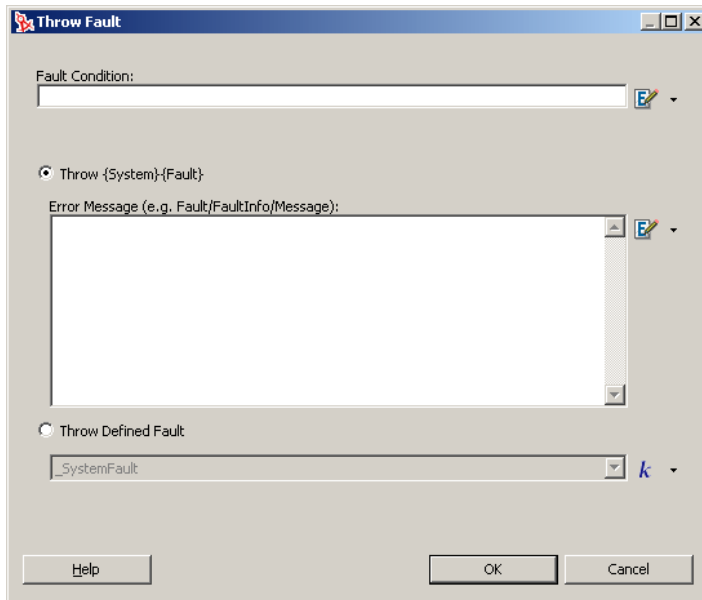 Throw Fault
Fault Condition:
Throw {System}{Fault}
Error Message (e.g. Fault/FaultInfo/Message):
Throw Defined Fault
_SystemFault
k
Help
OK
Cancel